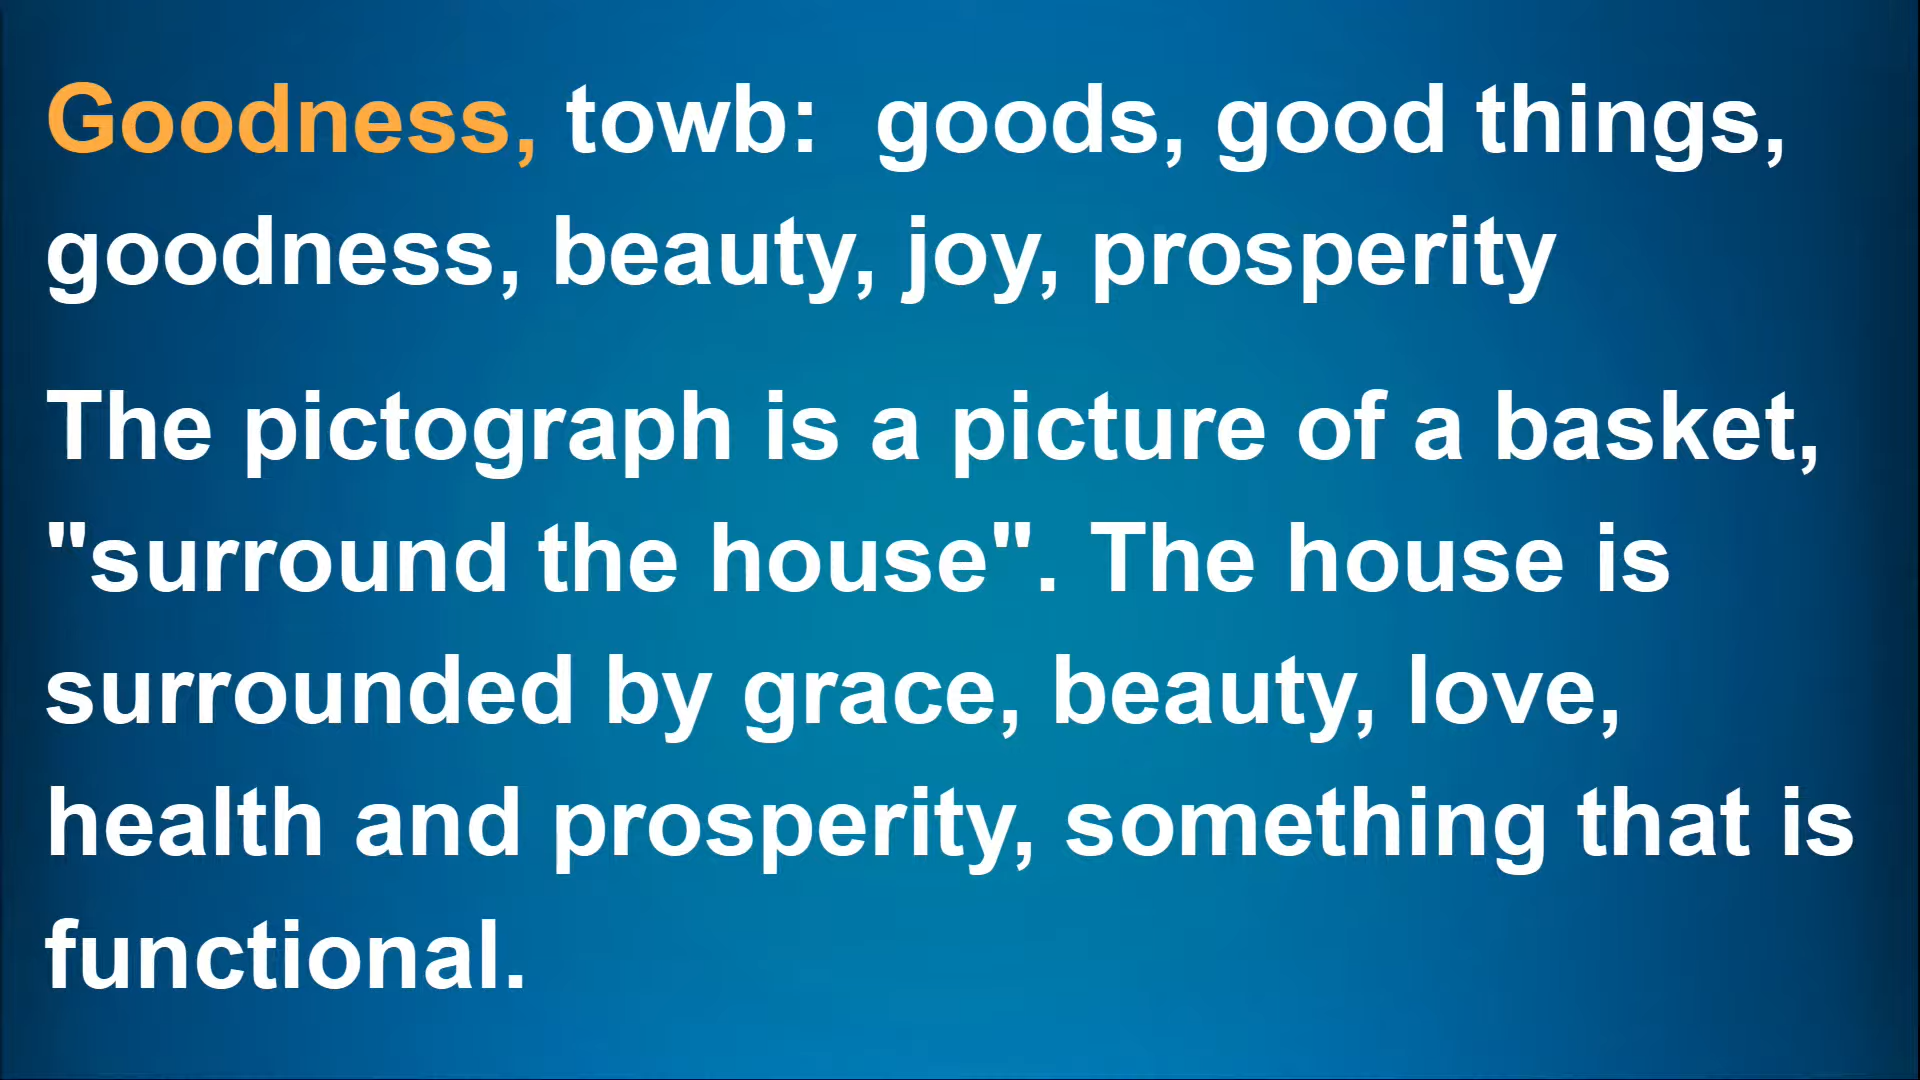 Goodness, towb:  goods, good things,
goodness, beauty, joy, prosperity
The pictograph is a picture of a basket,
"surround the house". The house is
surrounded by grace, beauty, love,
health and prosperity, something that is
functional.